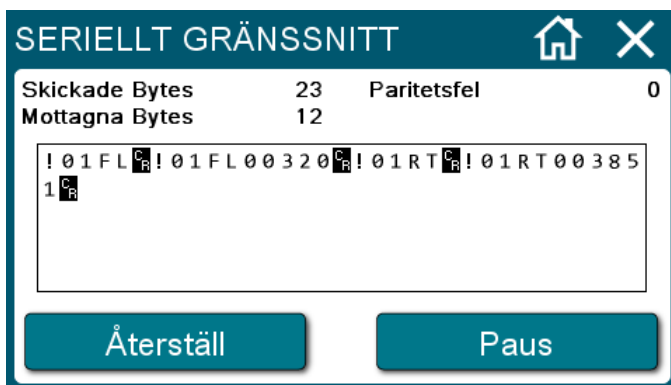 SERIELLT GRÄNSSNITT
Skickade Bytes 23 Paritetsfel 0
Mottagna Bytes 12
!01FL␍!01FL00320␍!01RT␍!01RT00385
1␍
Återställ Paus